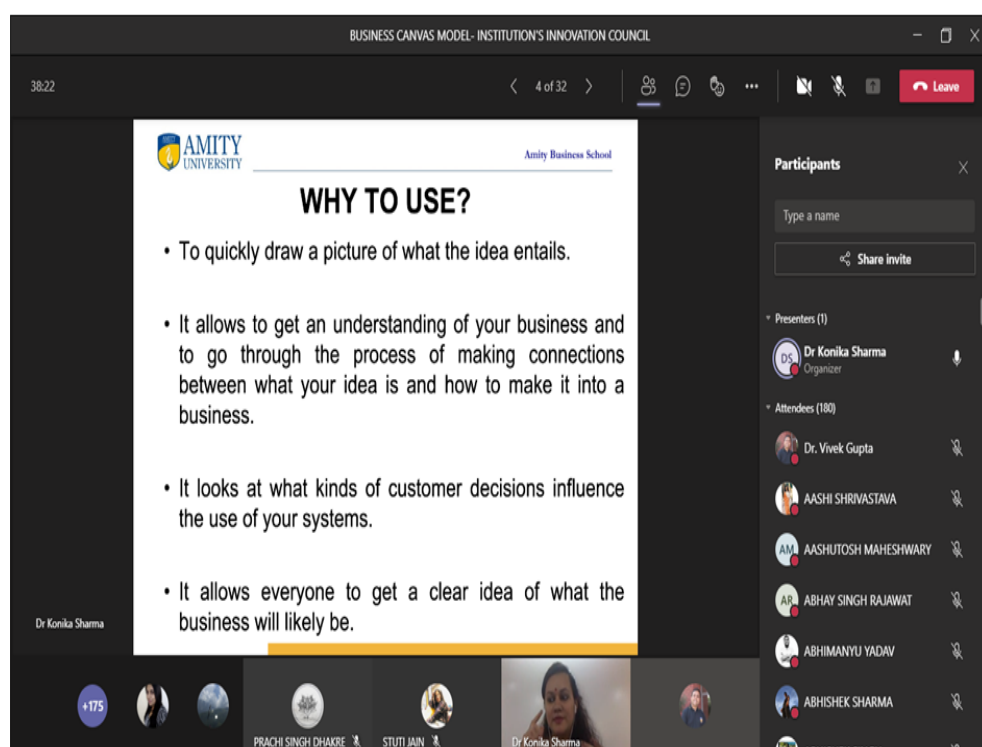 BUSINESS CANVAS MODEL- INSTITUTION'S INNOVATION COUNCIL
38:22
4 of 32
Leave
AMITY
UNIVERSITY
Amity Business School
WHY TO USE?
• To quickly draw a picture of what the idea entails.
• It allows to get an understanding of your business and
to go through the process of making connections
between what your idea is and how to make it into a
business.
• It looks at what kinds of customer decisions influence
the use of your systems.
• It allows everyone to get a clear idea of what the
business will likely be.
Dr Konika Sharma
Participants
Type a name
Share invite
Presenters (1)
DS
Dr Konika Sharma
Organizer
Attendees (180)
Dr. Vivek Gupta
AASHI SHRIVASTAVA
AM
AASHUTOSH MAHESHWARY
AR
ABHAY SINGH RAJAWAT
ABHIMANYU YADAV
ABHISHEK SHARMA
+175
PRACHI SINGH DHAKRE
STUTI JAIN
Dr Konika Sharma